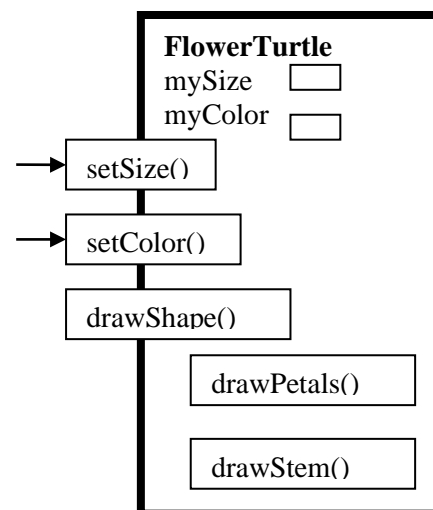 FlowerTurtle
mySize
myColor
setSize()
setColor()
drawShape()
drawPetals()
drawStem()